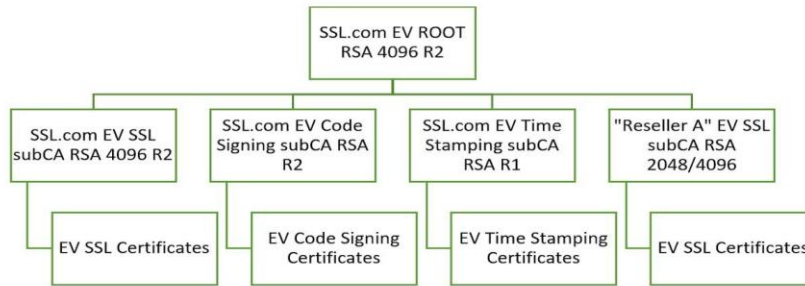 SSL.com EV ROOT
RSA 4096 R2
SSL.com EV SSL
subCA RSA 4096 R2
SSL.com EV Code
Signing subCA RSA
R2
SSL.com EV Time
Stamping subCA
RSA R1
"Reseller A" EV SSL
subCA RSA
2048/4096
EV SSL Certificates
EV Code Signing
Certificates
EV Time Stamping
Certificates
EV SSL Certificates